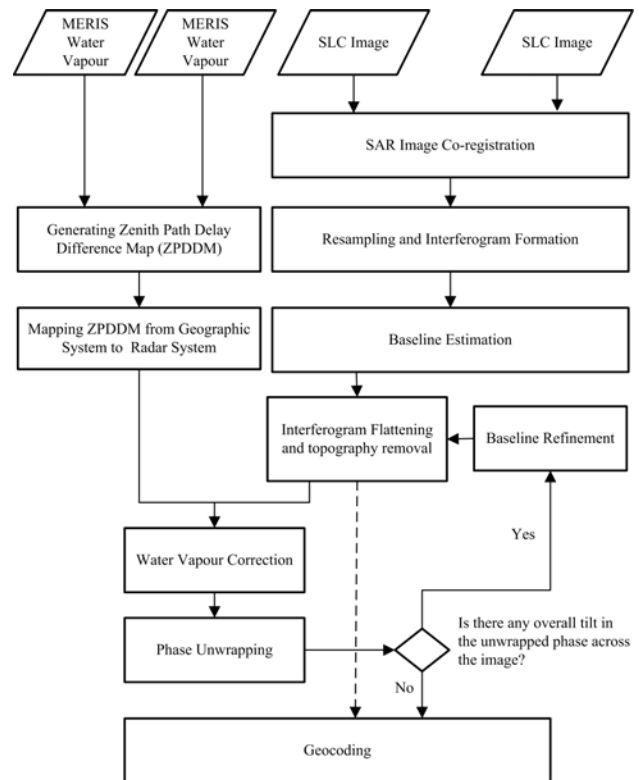 MERIS
Water
Vapour
MERIS
Water
Vapour
SLC Image
SLC Image
SAR Image Co-registration
Generating Zenith Path Delay
Difference Map (ZPDDM)
Resampling and Interferogram Formation
Mapping ZPDDM from Geographic
System to Radar System
Baseline Estimation
Interferogram Flattening
and topography removal
Baseline Refinement
Yes
Water Vapour Correction
Is there any overall tilt in
the unwrapped phase across
the image?
Phase Unwrapping
No
Geocoding